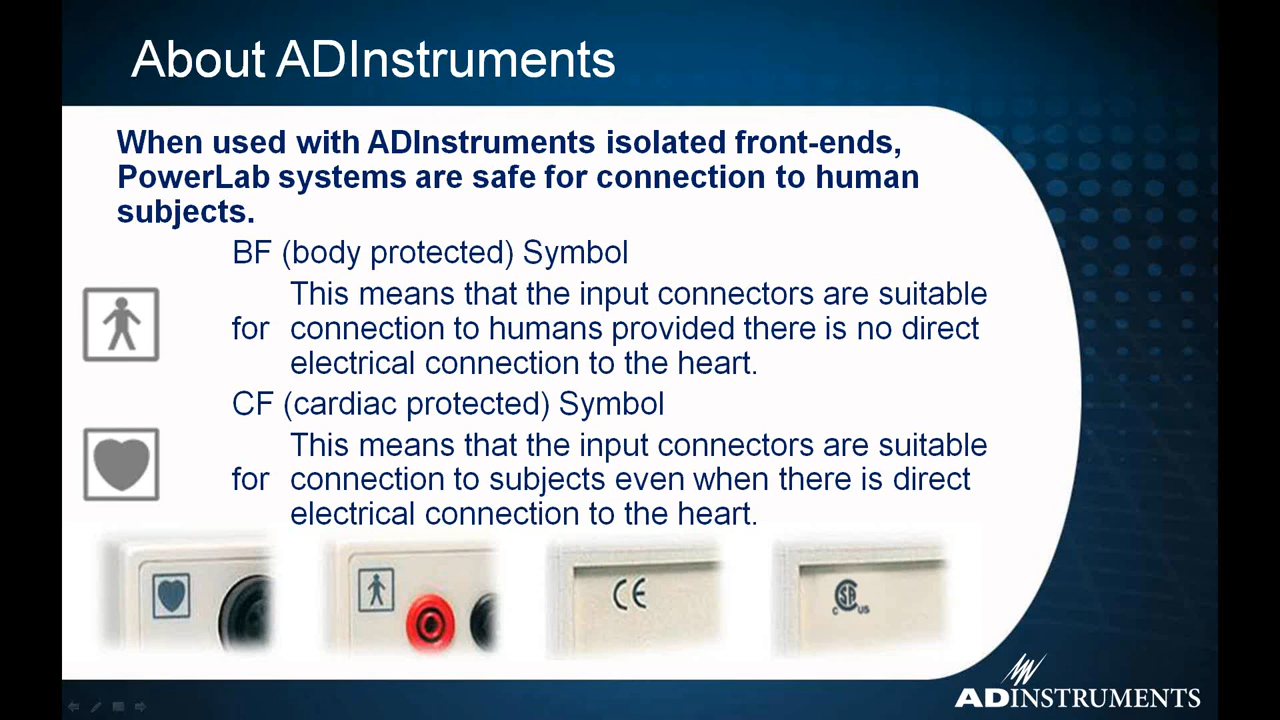 About ADInstruments
When used with ADInstruments isolated front-ends,
PowerLab systems are safe for connection to human
subjects.
BF (body protected) Symbol
This means that the input connectors are suitable
for connection to humans provided there is no direct
electrical connection to the heart.
CF (cardiac protected) Symbol
This means that the input connectors are suitable
for connection to subjects even when there is direct
electrical connection to the heart.
CE
C SA US
ADINSTRUMENTS